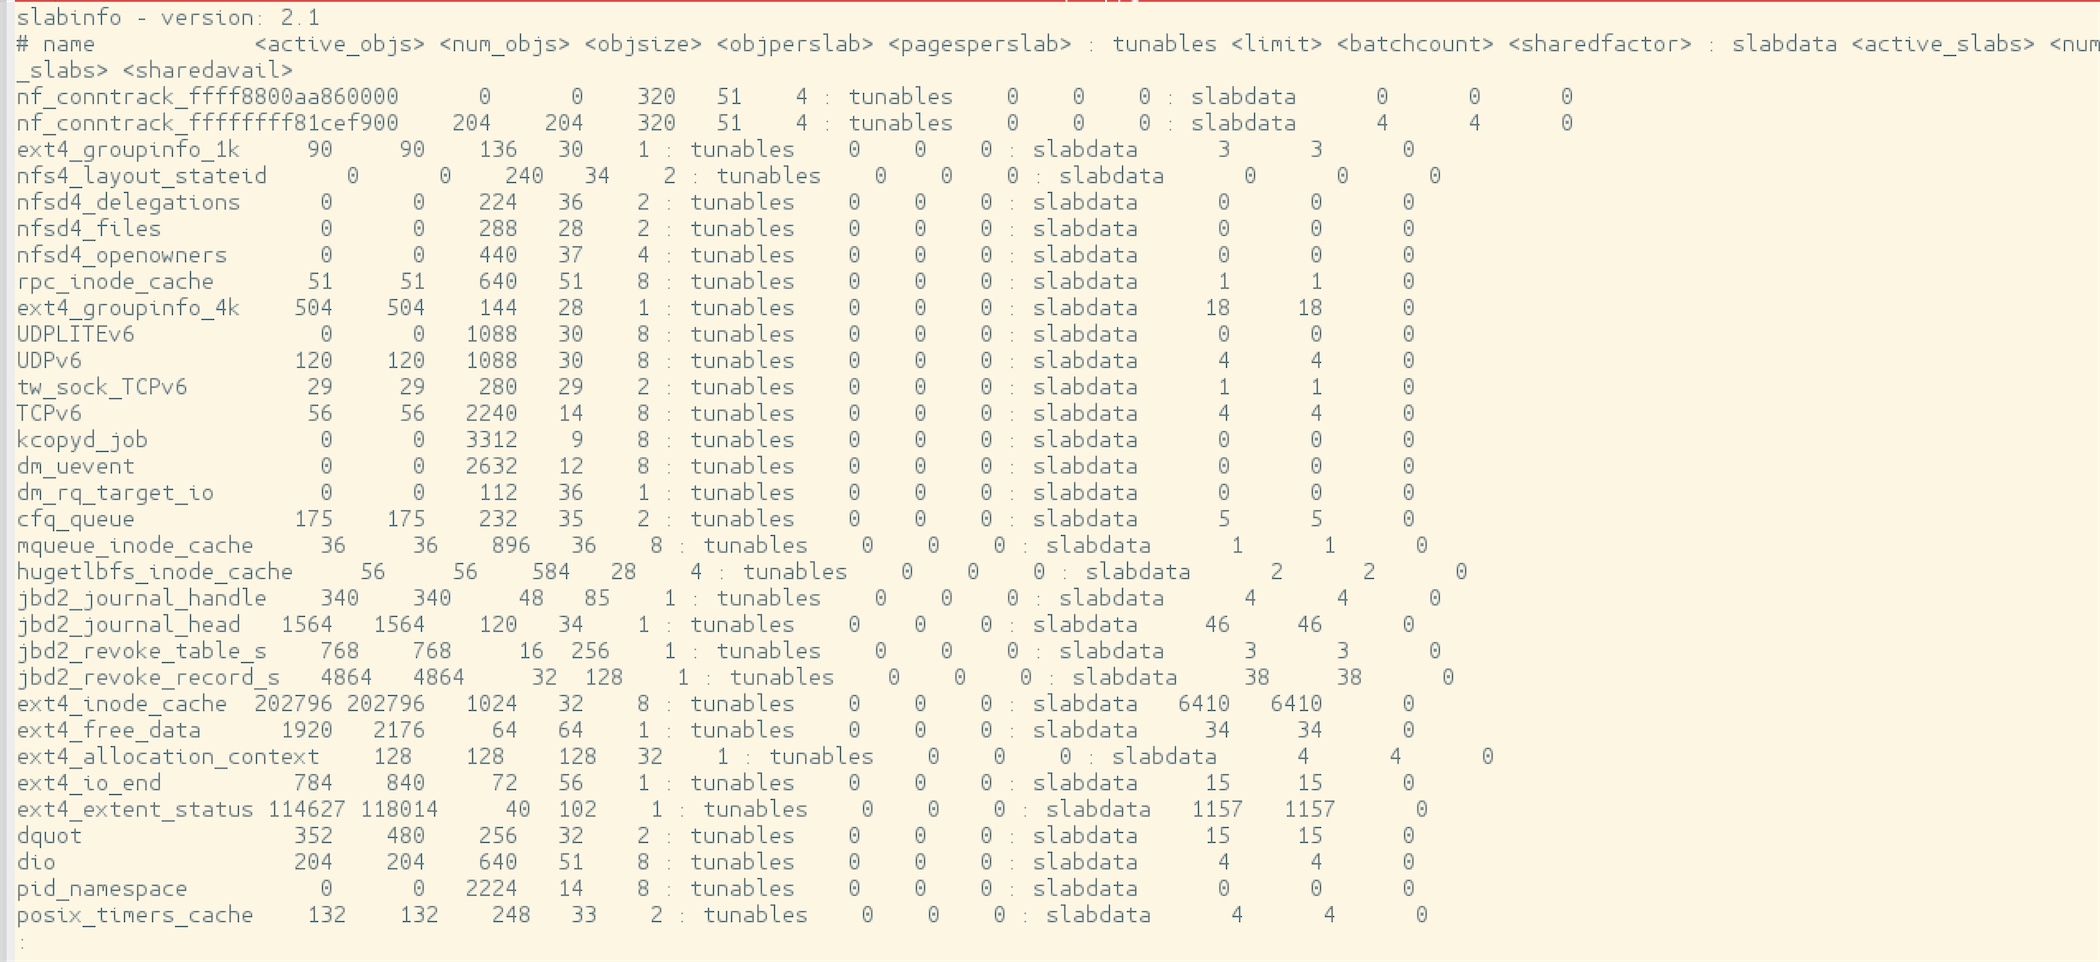 slabinfo - version: 2.1
# name            <active_objs> <num_objs> <objsize> <objperslab> <pagesperslab> : tunables <limit> <batchcount> <sharedfactor> : slabdata <active_slabs> <num
_slabs> <sharedavail>
nf_conntrack_ffff8800aa860000      0      0    320   51    4 : tunables    0    0    0 : slabdata      0      0      0
nf_conntrack_ffffffff81cef900    204    204    320   51    4 : tunables    0    0    0 : slabdata      4      4      0
ext4_groupinfo_1k     90     90    136   30    1 : tunables    0    0    0 : slabdata      3      3      0
nfs4_layout_stateid      0      0    240   34    2 : tunables    0    0    0 : slabdata      0      0      0
nfsd4_delegations      0      0    224   36    2 : tunables    0    0    0 : slabdata      0      0      0
nfsd4_files            0      0    288   28    2 : tunables    0    0    0 : slabdata      0      0      0
nfsd4_openowners       0      0    440   37    4 : tunables    0    0    0 : slabdata      0      0      0
rpc_inode_cache       51     51    640   51    8 : tunables    0    0    0 : slabdata      1      1      0
ext4_groupinfo_4k    504    504    144   28    1 : tunables    0    0    0 : slabdata     18     18      0
UDPLITEv6              0      0   1088   30    8 : tunables    0    0    0 : slabdata      0      0      0
UDPv6                120    120   1088   30    8 : tunables    0    0    0 : slabdata      4      4      0
tw_sock_TCPv6         29     29    280   29    2 : tunables    0    0    0 : slabdata      1      1      0
TCPv6                 56     56   2240   14    8 : tunables    0    0    0 : slabdata      4      4      0
kcopyd_job             0      0   3312    9    8 : tunables    0    0    0 : slabdata      0      0      0
dm_uevent              0      0   2632   12    8 : tunables    0    0    0 : slabdata      0      0      0
dm_rq_target_io        0      0    112   36    1 : tunables    0    0    0 : slabdata      0      0      0
cfq_queue            175    175    232   35    2 : tunables    0    0    0 : slabdata      5      5      0
mqueue_inode_cache     36     36    896   36    8 : tunables    0    0    0 : slabdata      1      1      0
hugetlbfs_inode_cache     56     56    584   28    4 : tunables    0    0    0 : slabdata      2      2      0
jbd2_journal_handle    340    340     48   85    1 : tunables    0    0    0 : slabdata      4      4      0
jbd2_journal_head   1564   1564    120   34    1 : tunables    0    0    0 : slabdata     46     46      0
jbd2_revoke_table_s    768    768     16  256    1 : tunables    0    0    0 : slabdata      3      3      0
jbd2_revoke_record_s   4864   4864     32  128    1 : tunables    0    0    0 : slabdata     38     38      0
ext4_inode_cache  202796 202796   1024   32    8 : tunables    0    0    0 : slabdata   6410   6410      0
ext4_free_data      1920   2176     64   64    1 : tunables    0    0    0 : slabdata     34     34      0
ext4_allocation_context    128    128    128   32    1 : tunables    0    0    0 : slabdata      4      4      0
ext4_io_end          784    840     72   56    1 : tunables    0    0    0 : slabdata     15     15      0
ext4_extent_status 114627 118014     40  102    1 : tunables    0    0    0 : slabdata   1157   1157      0
dquot                352    480    256   32    2 : tunables    0    0    0 : slabdata     15     15      0
dio                  204    204    640   51    8 : tunables    0    0    0 : slabdata      4      4      0
pid_namespace          0      0   2224   14    8 : tunables    0    0    0 : slabdata      0      0      0
posix_timers_cache    132    132    248   33    2 : tunables    0    0    0 : slabdata      4      4      0
: